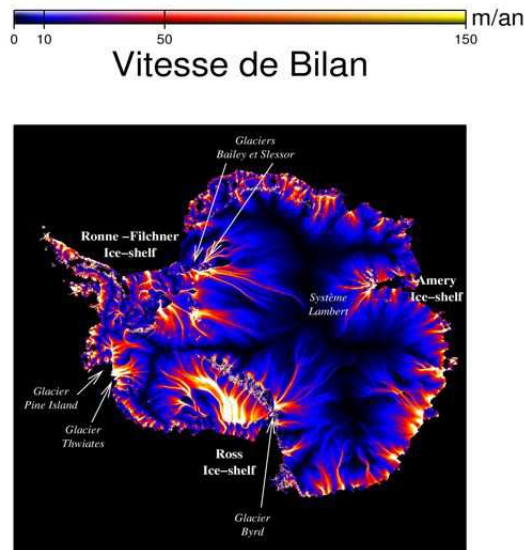 m/an
0 10 50 150
Vitesse de Bilan
Glaciers
Bailey et Slessor
Ronne –Filchner
Ice–shelf
Amery
Ice–shelf
Système
Lambert
Glacier
Pine Island
Glacier
Thwiates
Ross
Ice–shelf
Glacier
Byrd